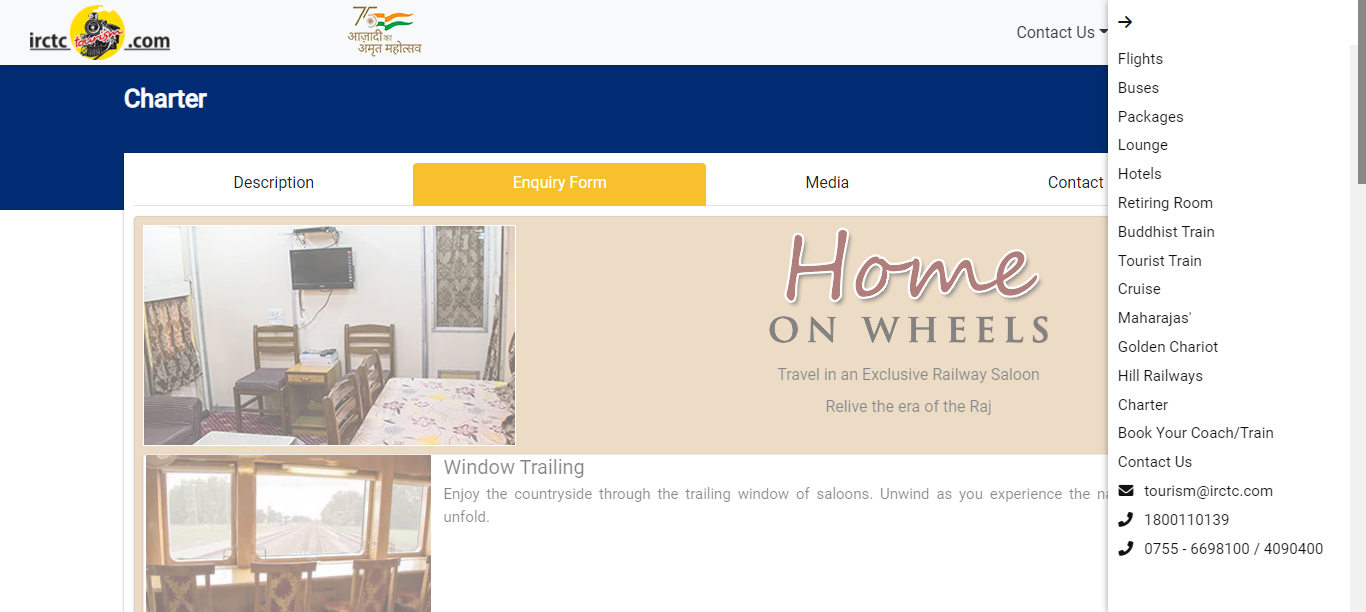 irctc tourism .com
75
आज़ादी का
अमृत महोत्सव
Contact Us
Charter
Description
Enquiry Form
Media
Contact
Home
ON WHEELS
Travel in an Exclusive Railway Saloon
Relive the era of the Raj
Window Trailing
Enjoy the countryside through the trailing window of saloons. Unwind as you experience the
unfold.
Flights
Buses
Packages
Lounge
Hotels
Retiring Room
Buddhist Train
Tourist Train
Cruise
Maharajas'
Golden Chariot
Hill Railways
Charter
Book Your Coach/Train
Contact Us
tourism@irctc.com
1800110139
0755 - 6698100 / 4090400